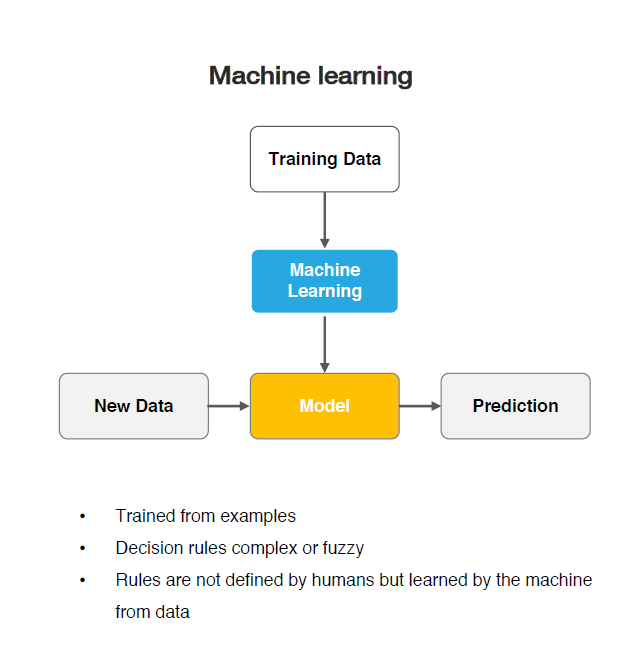 Machine learning
Training Data
Machine
Learning
New Data
Model
Prediction
• Trained from examples
• Decision rules complex or fuzzy
• Rules are not defined by humans but learned by the machine
from data